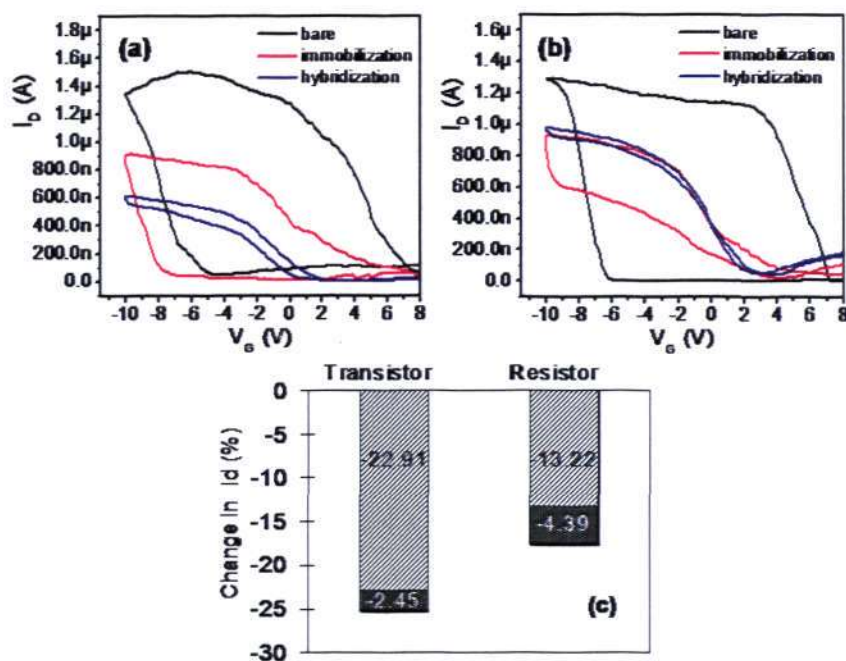 (a)
bare
immobilization
hybridization
I_D (A)
1.8µ
1.6µ
1.4µ
1.2µ
1.0µ
800.0n
600.0n
400.0n
200.0n
0.0
-10 -8 -6 -4 -2 0 2 4 6 8
V_G (V)
(b)
bare
immobilization
hybridization
I_D (A)
1.6µ
1.4µ
1.2µ
1.0µ
800.0n
600.0n
400.0n
200.0n
0.0
-10 -8 -6 -4 -2 0 2 4 6 8
V_G (V)
Transistor Resistor
Change in Id (%)
0
-5
-10
-15
-20
-25
-30
-22.91
-2.45
-13.22
-4.39
(c)